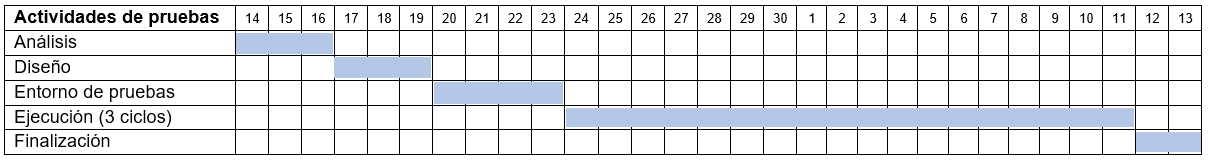 Actividades de pruebas 14 15 16 17 18 19 20 21 22 23 24 25 26 27 28 29 30 1 2 3 4 5 6 7 8 9 10 11 12 13
Análisis
Diseño
Entorno de pruebas
Ejecución (3 ciclos)
Finalización